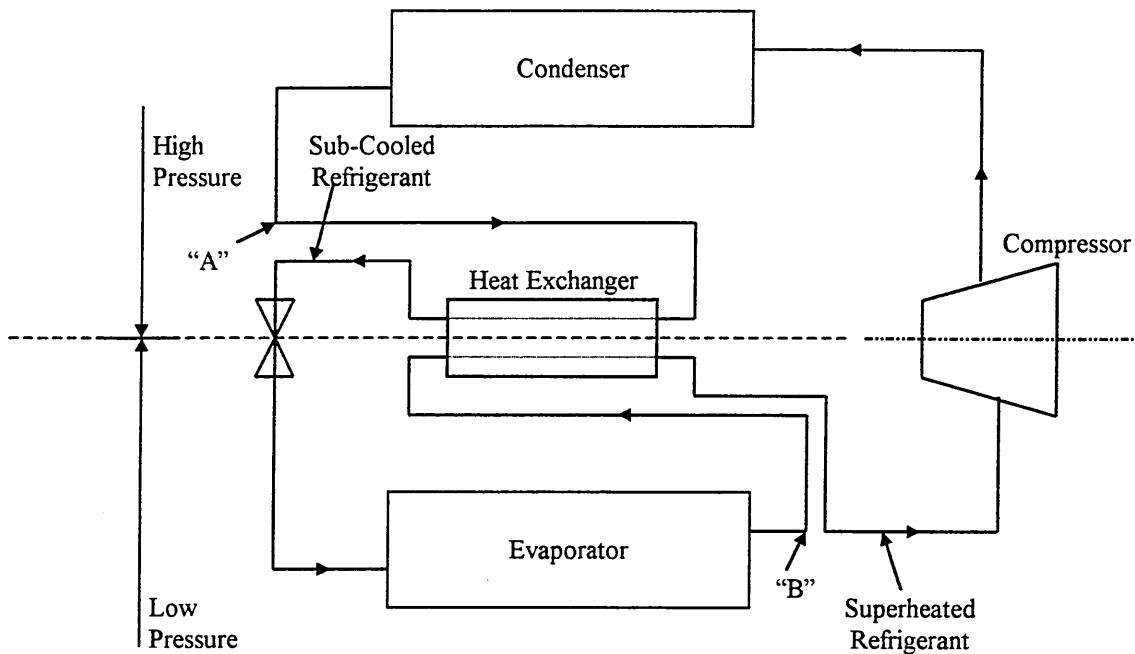 Condenser
High
Pressure
Sub-Cooled
Refrigerant
“A”
Heat Exchanger
Compressor
Evaporator
“B”
Low
Pressure
Superheated
Refrigerant